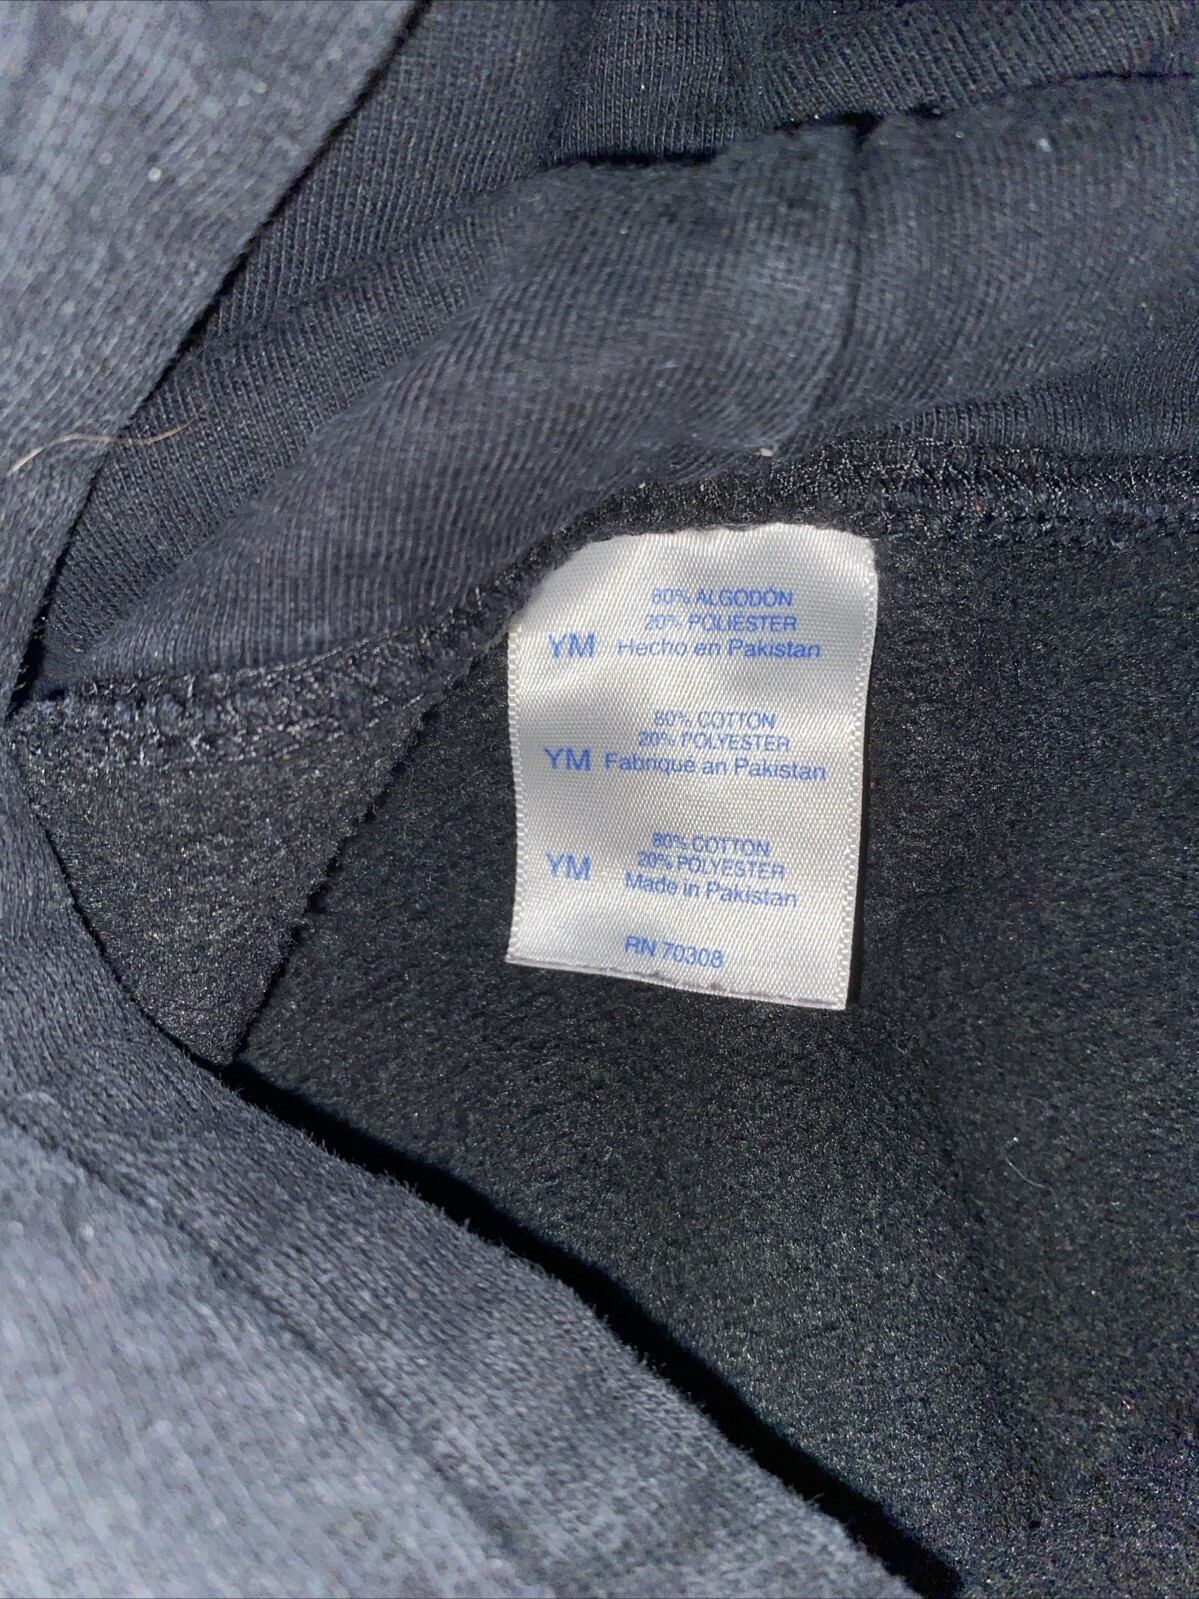 80% ALGODÓN
20% POLIESTER
YM Hecho en Pakistan
80% COTTON
20% POLYESTER
YM Fabrique an Pakistan
80% COTTON
20% POLYESTER
YM Made in Pakistan
RN 70308